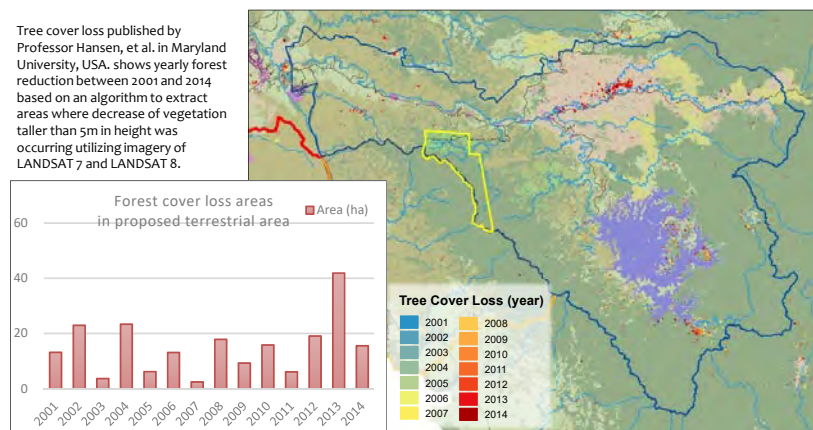 Tree cover loss published by
Professor Hansen, et al. in Maryland
University, USA. shows yearly forest
reduction between 2001 and 2014
based on an algorithm to extract
areas where decrease of vegetation
taller than 5m in height was
occurring utilizing imagery of
LANDSAT 7 and LANDSAT 8.
Forest cover loss areas
in proposed terrestrial area
Area (ha)
60
40
20
0
2001
2002
2003
2004
2005
2006
2007
2008
2009
2010
2011
2012
2013
2014
Tree Cover Loss (year)
2001
2002
2003
2004
2005
2006
2007
2008
2009
2010
2011
2012
2013
2014